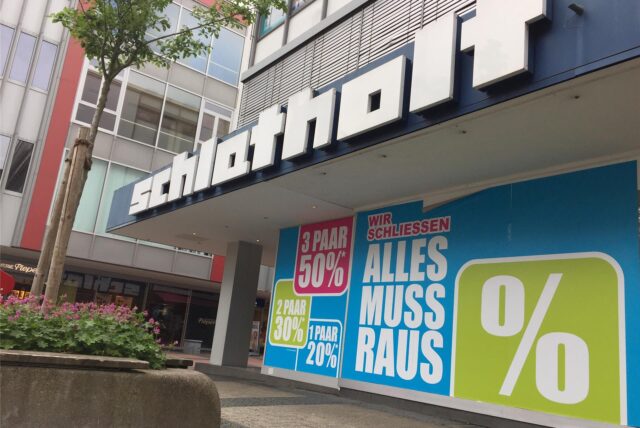 schlatholt
3 PAAR
50%*
WIR
SCHLIESSEN
ALLES
MUSS
RAUS
2 PAAR
30%*
1 PAAR
20%*
%